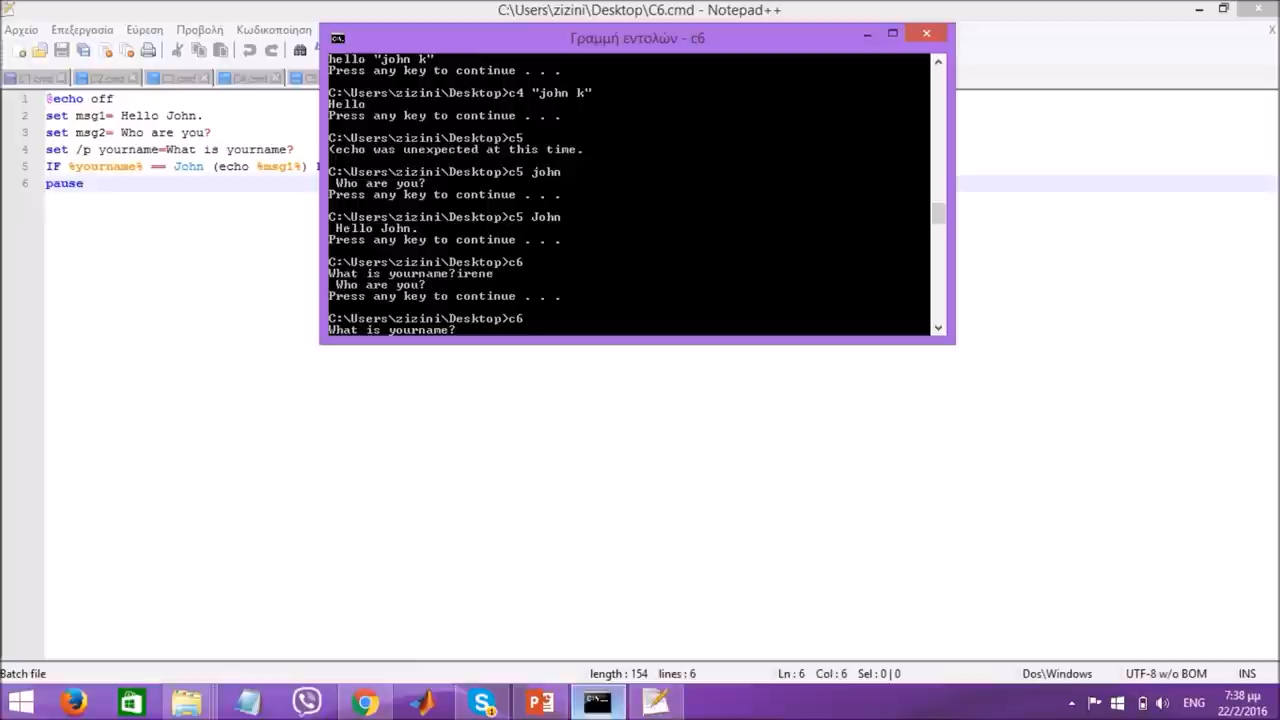 C:\Users\zizini\Desktop\C6.cmd - Notepad++
Αρχείο Επεξεργασία Εύρεση Προβολή Κωδικοποίηση
X
Γραμμή εντολών - c6
1 @echo off
2 set msg1= Hello John.
3 set msg2= Who are you?
4 set /p yourname=What is yourname?
5 IF %yourname% == John (echo %msg1%)
6 pause
hello "john k"
Press any key to continue . . .
C:\Users\zizini\Desktop>c4 "john k"
Hello
Press any key to continue . . .
C:\Users\zizini\Desktop>c5
(echo was unexpected at this time.
C:\Users\zizini\Desktop>c5 john
Who are you?
Press any key to continue . . .
C:\Users\zizini\Desktop>c5 John
Hello John.
Press any key to continue . . .
C:\Users\zizini\Desktop>c6
What is yourname?irene
Who are you?
Press any key to continue . . .
C:\Users\zizini\Desktop>c6
What is yourname?
Batch file length : 154 lines : 6 Ln : 6 Col : 6 Sel : 0 | 0 Dos\Windows UTF-8 w/o BOM INS
ENG 7:38 μμ
22/2/2016